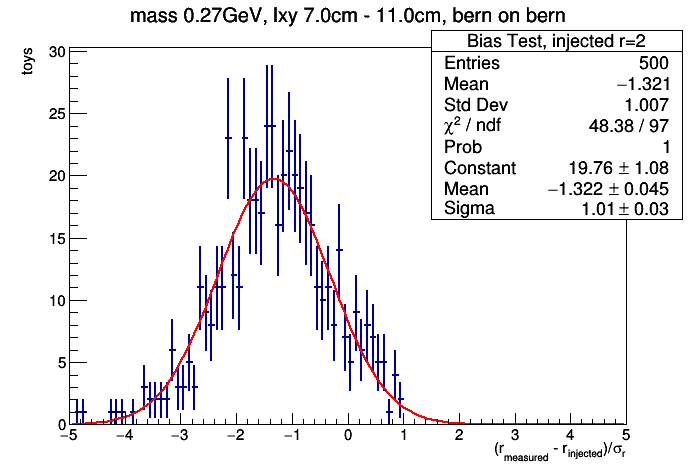 mass 0.27GeV, lxy 7.0cm - 11.0cm, bern on bern
Bias Test, injected r=2
Entries 500
Mean −1.321
Std Dev 1.007
χ² / ndf 48.38 / 97
Prob 1
Constant 19.76 ± 1.08
Mean −1.322 ± 0.045
Sigma 1.01 ± 0.03
toys
30
25
20
15
10
5
0
−5 −4 −3 −2 −1 0 1 2 3 4 5
(r_measured - r_injected)/σ_r